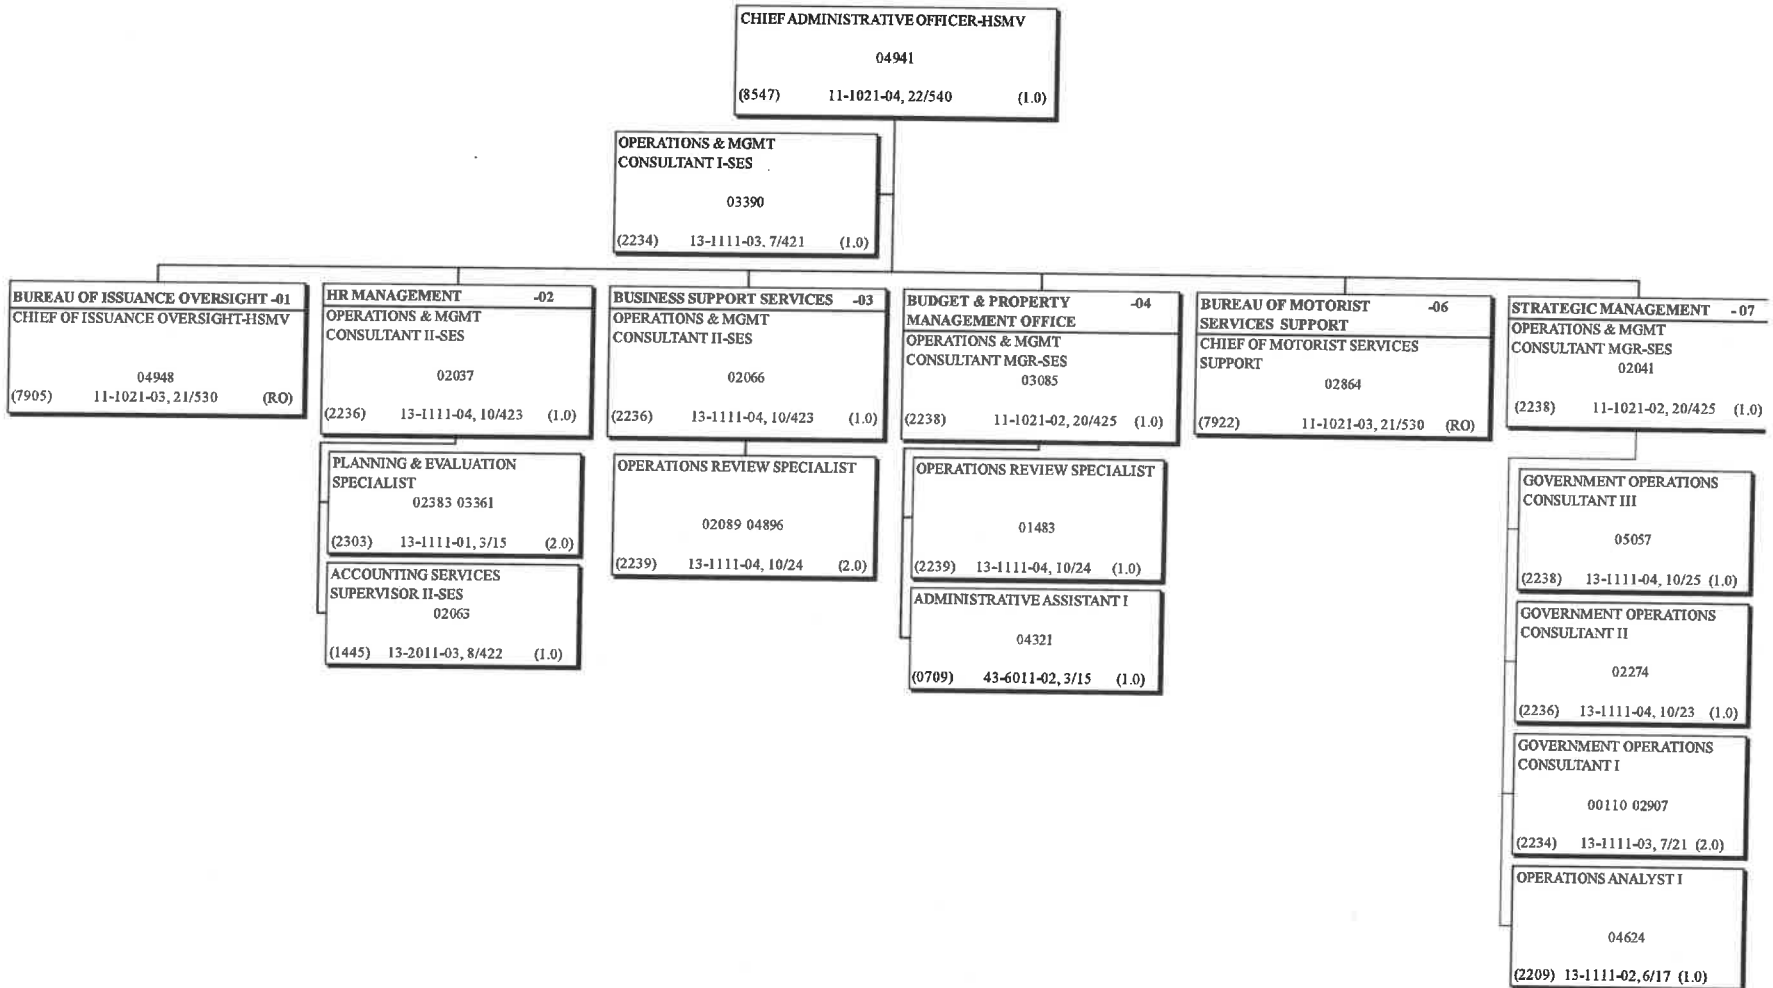 CHIEF ADMINISTRATIVE OFFICER-HSMV
04941
(8547) 11-1021-04, 22/540 (1.0)
OPERATIONS & MGMT
CONSULTANT I-SES
03390
(2234) 13-1111-03. 7/421 (1.0)
BUREAU OF ISSUANCE OVERSIGHT -01
CHIEF OF ISSUANCE OVERSIGHT-HSMV
04948
(7905) 11-1021-03, 21/530 (RO)
HR MANAGEMENT -02
OPERATIONS & MGMT
CONSULTANT II-SES
02037
(2236) 13-1111-04, 10/423 (1.0)
PLANNING & EVALUATION
SPECIALIST
02383 03361
(2303) 13-1111-01, 3/15 (2.0)
ACCOUNTING SERVICES
SUPERVISOR II-SES
02063
(1445) 13-2011-03, 8/422 (1.0)
BUSINESS SUPPORT SERVICES -03
OPERATIONS & MGMT
CONSULTANT II-SES
02066
(2236) 13-1111-04, 10/423 (1.0)
OPERATIONS REVIEW SPECIALIST
02089 04896
(2239) 13-1111-04, 10/24 (2.0)
BUDGET & PROPERTY -04
MANAGEMENT OFFICE
OPERATIONS & MGMT
CONSULTANT MGR-SES
03085
(2238) 11-1021-02, 20/425 (1.0)
OPERATIONS REVIEW SPECIALIST
01483
(2239) 13-1111-04, 10/24 (1.0)
ADMINISTRATIVE ASSISTANT I
04321
(0709) 43-6011-02, 3/15 (1.0)
BUREAU OF MOTORIST -06
SERVICES SUPPORT
CHIEF OF MOTORIST SERVICES
SUPPORT
02864
(7922) 11-1021-03, 21/530 (RO)
STRATEGIC MANAGEMENT - 07
OPERATIONS & MGMT
CONSULTANT MGR-SES
02041
(2238) 11-1021-02, 20/425 (1.0)
GOVERNMENT OPERATIONS
CONSULTANT III
05057
(2238) 13-1111-04, 10/25 (1.0)
GOVERNMENT OPERATIONS
CONSULTANT II
02274
(2236) 13-1111-04, 10/23 (1.0)
GOVERNMENT OPERATIONS
CONSULTANT I
00110 02907
(2234) 13-1111-03, 7/21 (2.0)
OPERATIONS ANALYST I
04624
(2209) 13-1111-02, 6/17 (1.0)